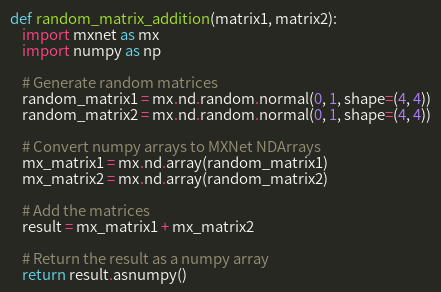 def random_matrix_addition(matrix1, matrix2):
    import mxnet as mx
    import numpy as np

    # Generate random matrices
    random_matrix1 = mx.nd.random.normal(0, 1, shape=(4, 4))
    random_matrix2 = mx.nd.random.normal(0, 1, shape=(4, 4))

    # Convert numpy arrays to MXNet NDArrays
    mx_matrix1 = mx.nd.array(random_matrix1)
    mx_matrix2 = mx.nd.array(random_matrix2)

    # Add the matrices
    result = mx_matrix1 + mx_matrix2

    # Return the result as a numpy array
    return result.asnumpy()